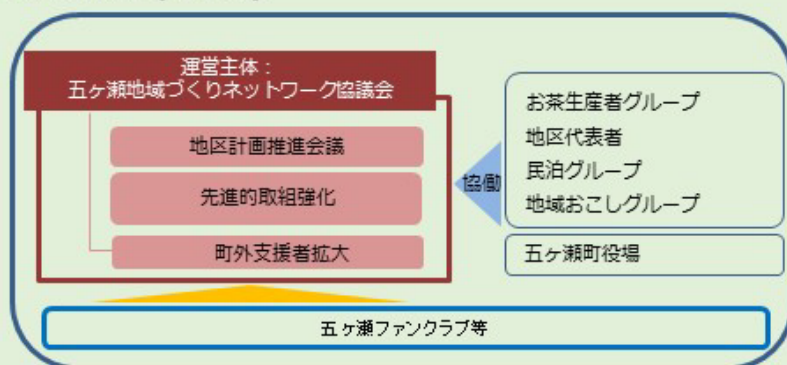 運営主体：
五ヶ瀬地域づくりネットワーク協議会
地区計画推進会議
先進的取組強化
町外支援者拡大
協働
お茶生産者グループ
地区代表者
民泊グループ
地域おこしグループ
五ヶ瀬町役場
五ヶ瀬ファンクラブ等